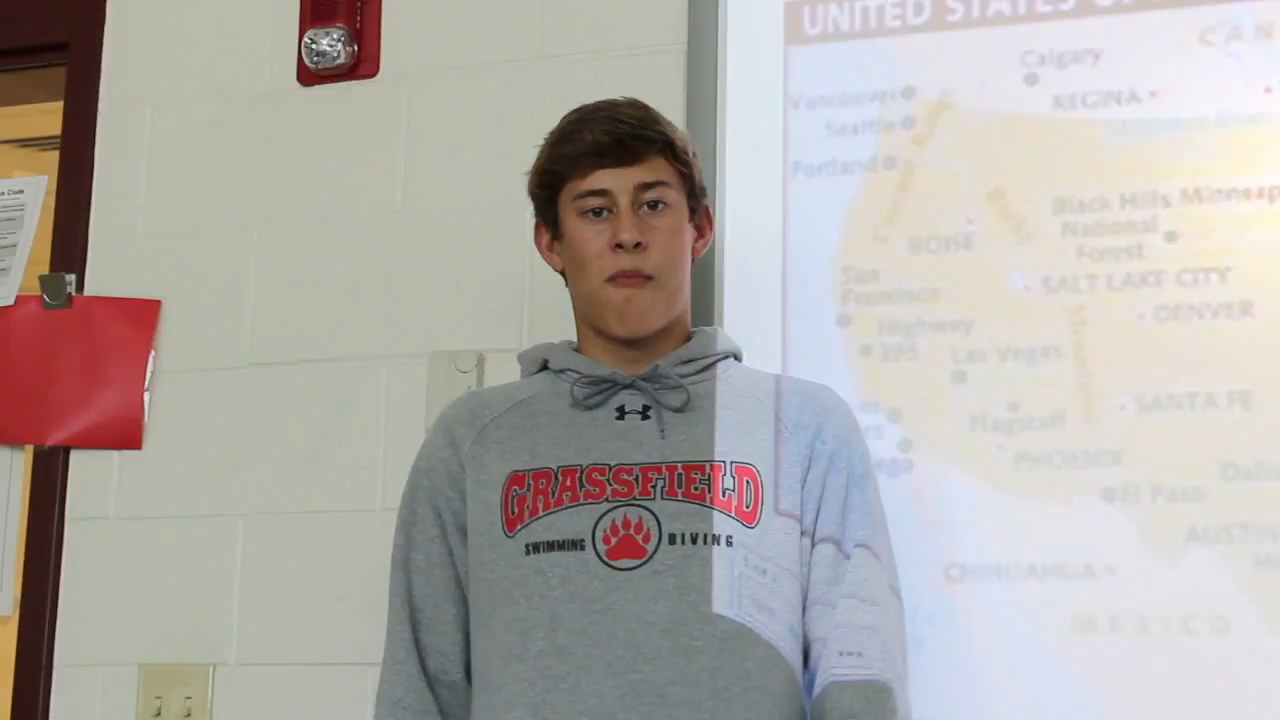 UNITED STATES
Calgary
Vancouver
REGINA
Seattle
Portland
Black Hills Minneap
National
Forest
BOISE
San
Francisco
SALT LAKE CITY
DENVER
Highway
395
Las Vegas
SANTA FE
Flagstaff
PHOENIX
El Paso
AUSTIN
CHIHUAHUA
MEXICO
GRASSFIELD
SWIMMING DIVING